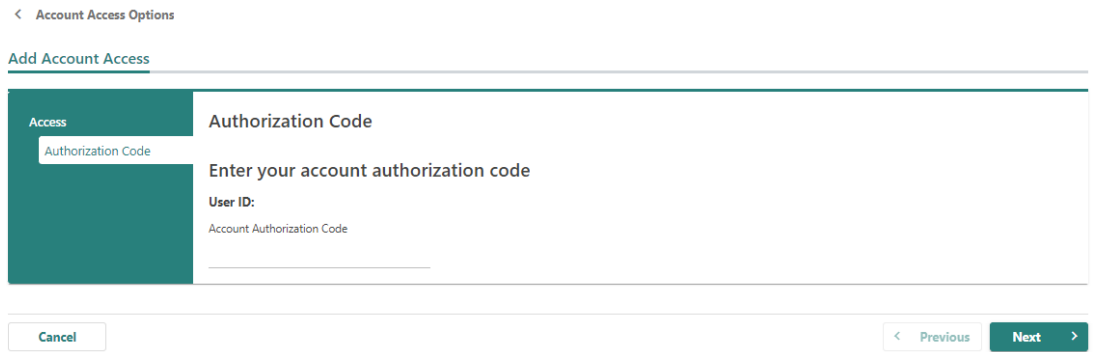 Account Access Options
Add Account Access
Access
Authorization Code
Authorization Code
Enter your account authorization code
User ID:
Account Authorization Code
Cancel
Previous
Next